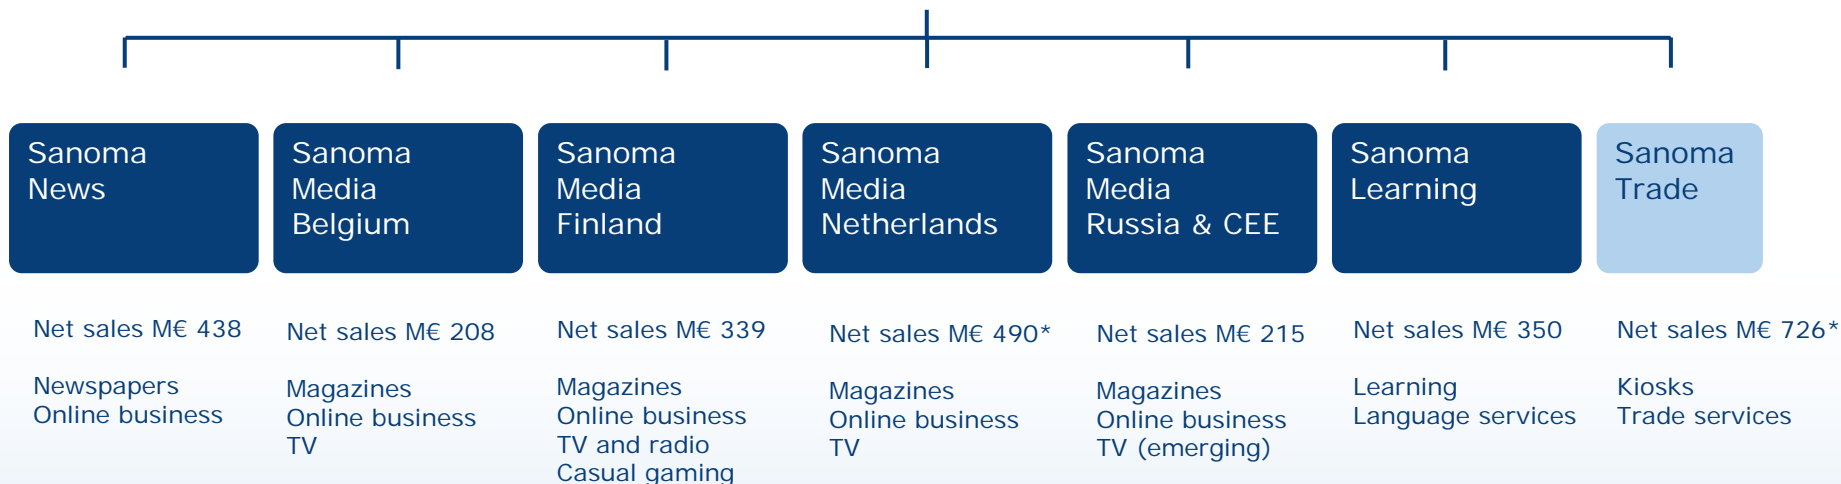 Sanoma
News
Sanoma
Media
Belgium
Sanoma
Media
Finland
Sanoma
Media
Netherlands
Sanoma
Media
Russia & CEE
Sanoma
Learning
Sanoma
Trade
Net sales M€ 438
Newspapers
Online business
Net sales M€ 208
Magazines
Online business
TV
Net sales M€ 339
Magazines
Online business
TV and radio
Casual gaming
Net sales M€ 490*
Magazines
Online business
TV
Net sales M€ 215
Magazines
Online business
TV (emerging)
Net sales M€ 350
Learning
Language services
Net sales M€ 726*
Kiosks
Trade services